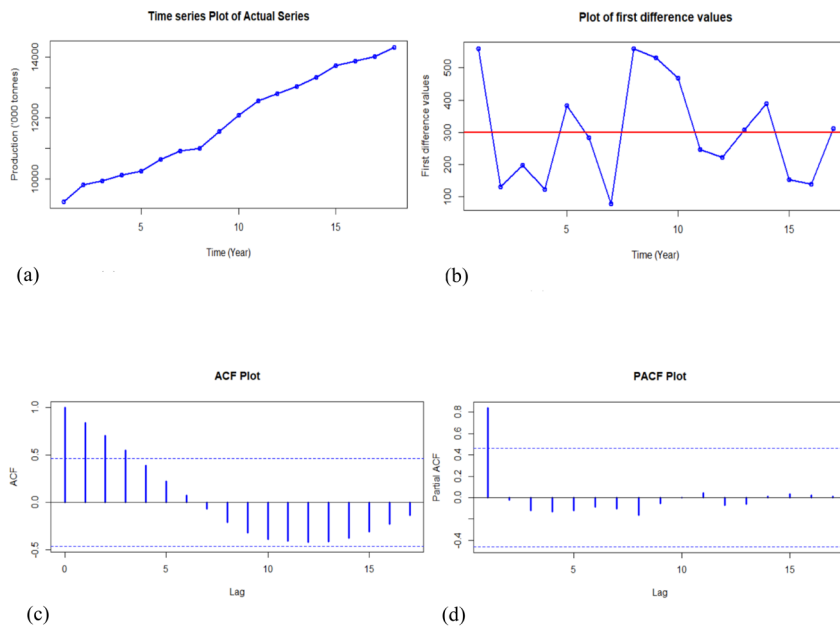 Time series Plot of Actual Series
Production ('000 tonnes)
14000
12000
10000
5
10
15
Time (Year)
(a)
Plot of first difference values
First difference values
500
400
300
200
100
5
10
15
Time (Year)
(b)
ACF Plot
ACF
1.0
0.5
0.0
-0.5
0
5
10
15
Lag
(c)
PACF Plot
Partial ACF
0.8
0.6
0.4
0.2
0.0
-0.4
5
10
15
Lag
(d)